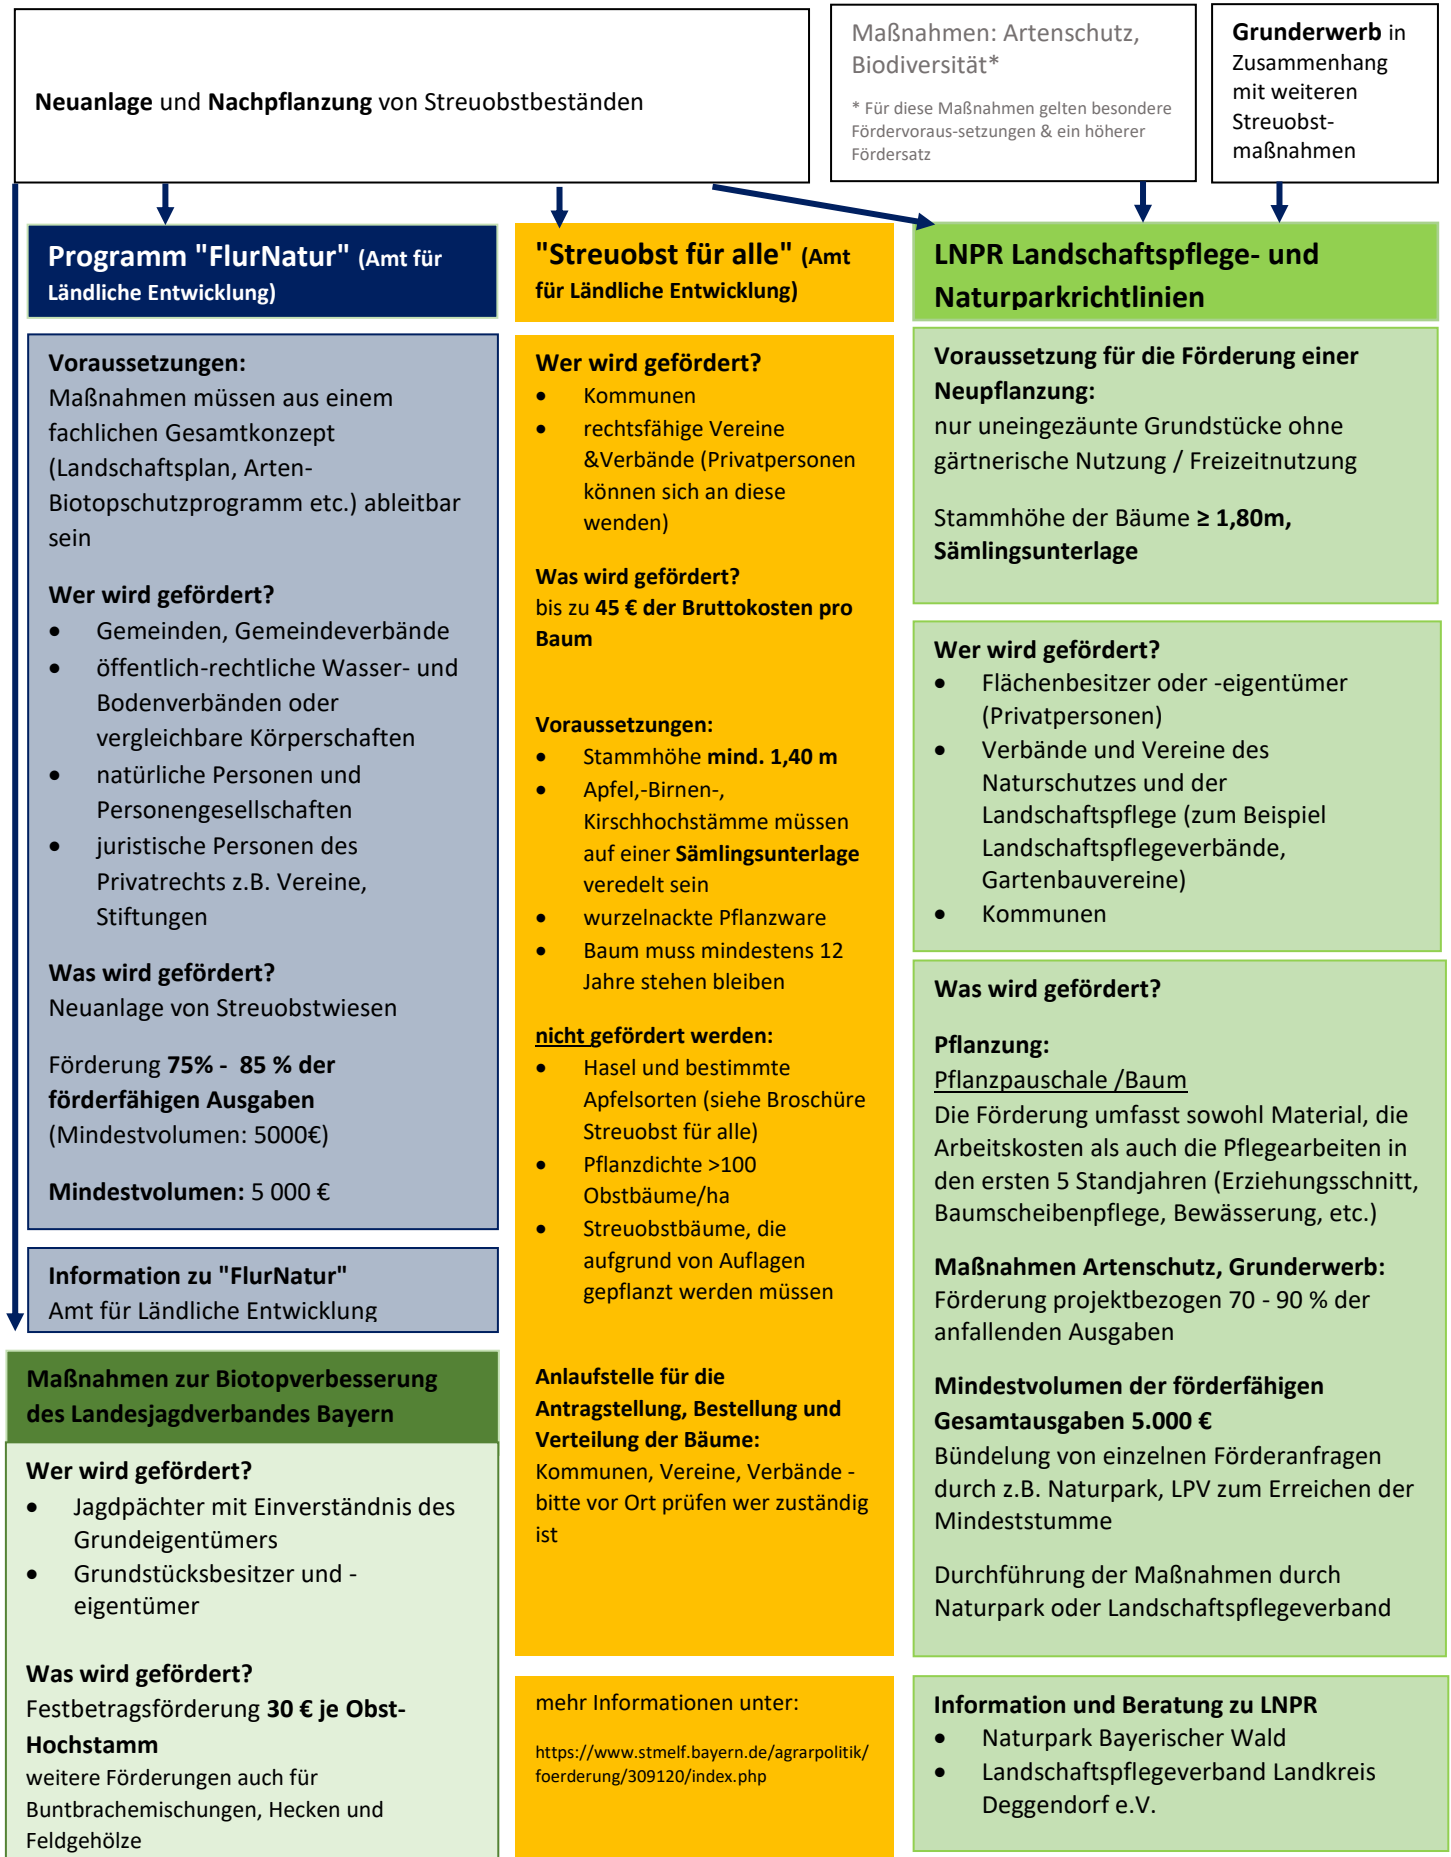 Neuanlage und Nachpflanzung von Streuobstbeständen
Maßnahmen: Artenschutz,
Biodiversität*
* Für diese Maßnahmen gelten besondere
Fördervoraus-setzungen & ein höherer
Fördersatz
Grunderwerb in
Zusammenhang
mit weiteren
Streuobst-
maßnahmen
Programm "FlurNatur" (Amt für
Ländliche Entwicklung)
Voraussetzungen:
Maßnahmen müssen aus einem
fachlichen Gesamtkonzept
(Landschaftsplan, Arten-
Biotopschutzprogramm etc.) ableitbar
sein
Wer wird gefördert?
• Gemeinden, Gemeindeverbände
• öffentlich-rechtliche Wasser- und
Bodenverbänden oder
vergleichbare Körperschaften
• natürliche Personen und
Personengesellschaften
• juristische Personen des
Privatrechts z.B. Vereine,
Stiftungen
Was wird gefördert?
Neuanlage von Streuobstwiesen
Förderung 75% - 85 % der
förderfähigen Ausgaben
(Mindestvolumen: 5000€)
Mindestvolumen: 5 000 €
Information zu "FlurNatur"
Amt für Ländliche Entwicklung
Maßnahmen zur Biotopverbesserung
des Landesjagdverbandes Bayern
Wer wird gefördert?
• Jagdpächter mit Einverständnis des
Grundeigentümers
• Grundstücksbesitzer und -
eigentümer
Was wird gefördert?
Festbetragsförderung 30 € je Obst-
Hochstamm
weitere Förderungen auch für
Buntbrachemischungen, Hecken und
Feldgehölze
"Streuobst für alle" (Amt
für Ländliche Entwicklung)
Wer wird gefördert?
• Kommunen
• rechtsfähige Vereine
&Verbände (Privatpersonen
können sich an diese
wenden)
Was wird gefördert?
bis zu 45 € der Bruttokosten pro
Baum
Voraussetzungen:
• Stammhöhe mind. 1,40 m
• Apfel,-Birnen-,
Kirschhochstämme müssen
auf einer Sämlingsunterlage
veredelt sein
• wurzelnackte Pflanzware
• Baum muss mindestens 12
Jahre stehen bleiben
nicht gefördert werden:
• Hasel und bestimmte
Apfelsorten (siehe Broschüre
Streuobst für alle)
• Pflanzdichte >100
Obstbäume/ha
• Streuobstbäume, die
aufgrund von Auflagen
gepflanzt werden müssen
Anlaufstelle für die
Antragstellung, Bestellung und
Verteilung der Bäume:
Kommunen, Vereine, Verbände -
bitte vor Ort prüfen wer zuständig
ist
mehr Informationen unter:
https://www.stmelf.bayern.de/agrarpolitik/
foerderung/309120/index.php
LNPR Landschaftspflege- und
Naturparkrichtlinien
Voraussetzung für die Förderung einer
Neupflanzung:
nur uneingezäunte Grundstücke ohne
gärtnerische Nutzung / Freizeitnutzung
Stammhöhe der Bäume ≥ 1,80m,
Sämlingsunterlage
Wer wird gefördert?
• Flächenbesitzer oder -eigentümer
(Privatpersonen)
• Verbände und Vereine des
Naturschutzes und der
Landschaftspflege (zum Beispiel
Landschaftspflegeverbände,
Gartenbauvereine)
• Kommunen
Was wird gefördert?
Pflanzung:
Pflanzpauschale /Baum
Die Förderung umfasst sowohl Material, die
Arbeitskosten als auch die Pflegearbeiten in
den ersten 5 Standjahren (Erziehungsschnitt,
Baumscheibenpflege, Bewässerung, etc.)
Maßnahmen Artenschutz, Grunderwerb:
Förderung projektbezogen 70 - 90 % der
anfallenden Ausgaben
Mindestvolumen der förderfähigen
Gesamtausgaben 5.000 €
Bündelung von einzelnen Förderanfragen
durch z.B. Naturpark, LPV zum Erreichen der
Mindeststumme
Durchführung der Maßnahmen durch
Naturpark oder Landschaftspflegeverband
Information und Beratung zu LNPR
• Naturpark Bayerischer Wald
• Landschaftspflegeverband Landkreis
Deggendorf e.V.